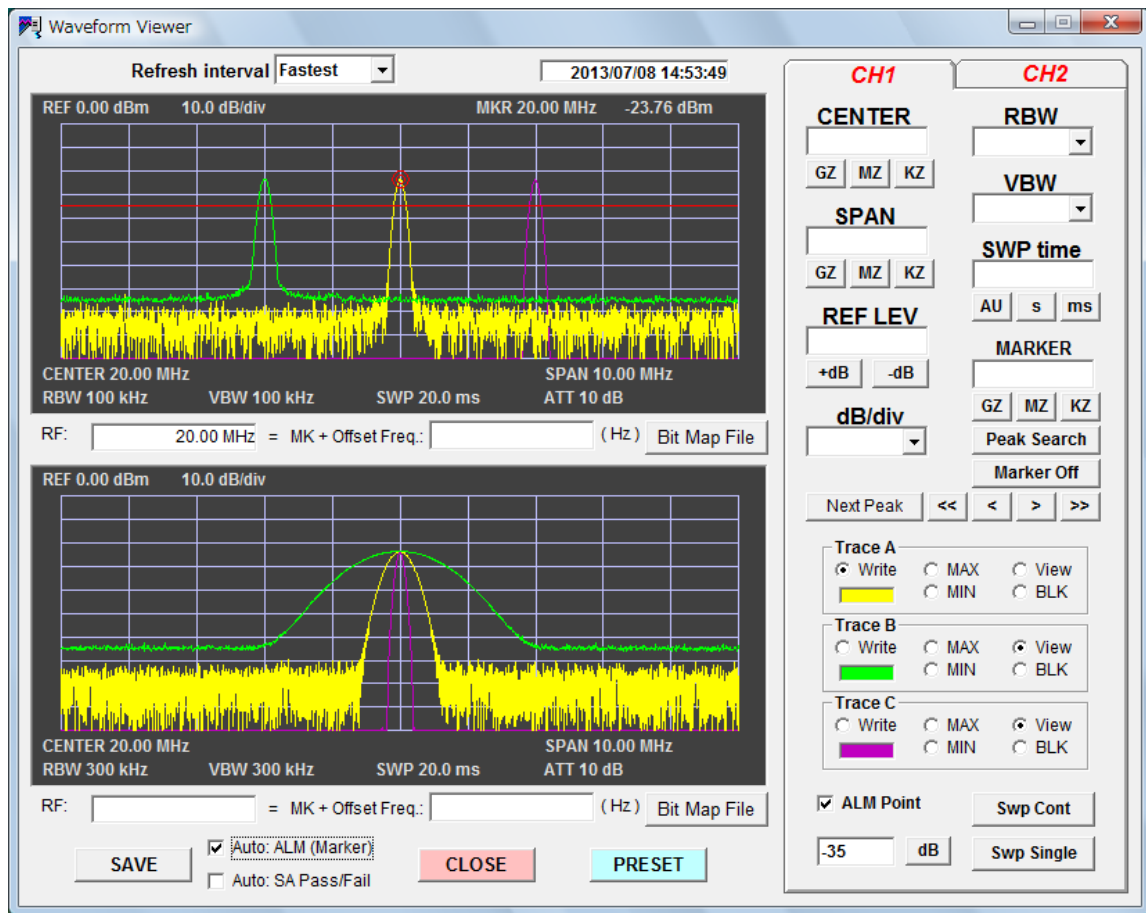 Waveform Viewer
Refresh interval Fastest 2013/07/08 14:53:49
REF 0.00 dBm 10.0 dB/div MKR 20.00 MHz -23.76 dBm
CENTER 20.00 MHz SPAN 10.00 MHz
RBW 100 kHz VBW 100 kHz SWP 20.0 ms ATT 10 dB
RF: 20.00 MHz = MK + Offset Freq.: (Hz) Bit Map File
REF 0.00 dBm 10.0 dB/div
CENTER 20.00 MHz SPAN 10.00 MHz
RBW 300 kHz VBW 300 kHz SWP 20.0 ms ATT 10 dB
RF: = MK + Offset Freq.: (Hz) Bit Map File
SAVE
Auto: ALM (Marker)
Auto: SA Pass/Fail
CLOSE
PRESET
CH1 CH2
CENTER
GZ MZ KZ
SPAN
GZ MZ KZ
REF LEV
+dB -dB
dB/div
RBW
VBW
SWP time
AU s ms
MARKER
GZ MZ KZ
Peak Search
Marker Off
Next Peak << < > >>
Trace A
Write MAX View
MIN BLK
Trace B
Write MAX View
MIN BLK
Trace C
Write MAX View
MIN BLK
ALM Point
-35 dB
Swp Cont
Swp Single